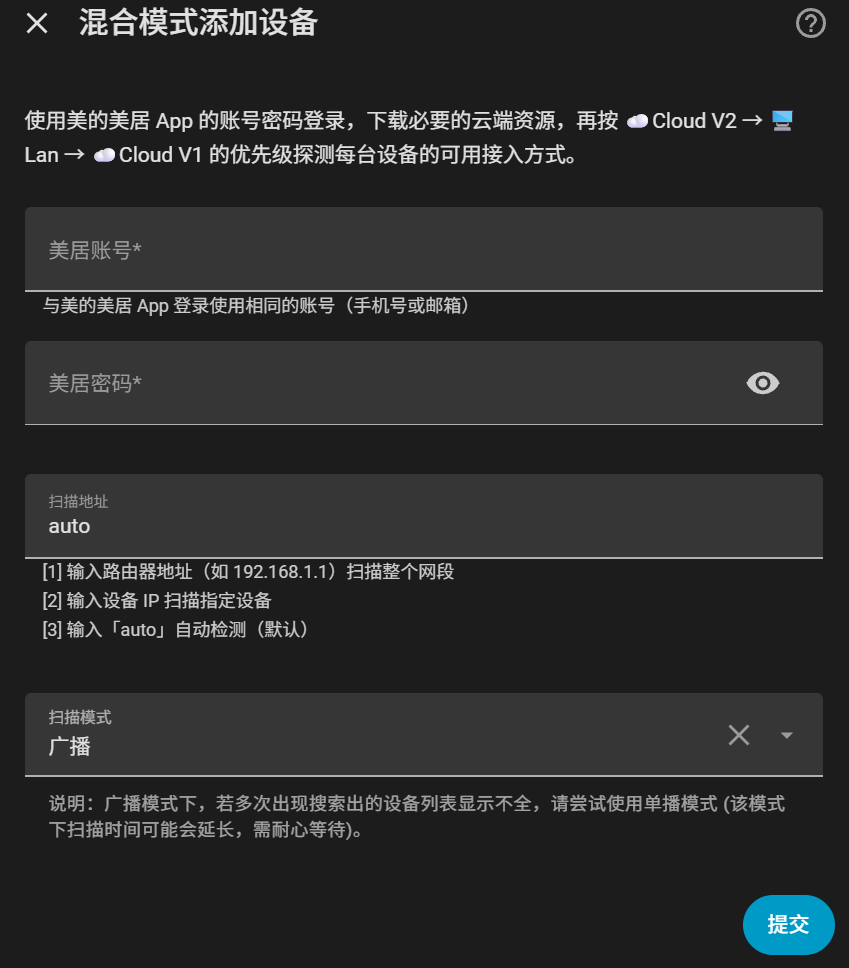 混合模式添加设备
使用美的美居 App 的账号密码登录，下载必要的云端资源，再按 ☁️Cloud V2 → 🖥️
Lan → ☁️Cloud V1 的优先级探测每台设备的可用接入方式。
美居账号*
与美的美居 App 登录使用相同的账号（手机号或邮箱）
美居密码*
扫描地址
auto
[1] 输入路由器地址（如 192.168.1.1）扫描整个网段
[2] 输入设备 IP 扫描指定设备
[3] 输入「auto」自动检测（默认）
扫描模式
广播
说明：广播模式下，若多次出现搜索出的设备列表显示不全，请尝试使用单播模式 (该模式
下扫描时间可能会延长，需耐心等待)。
提交